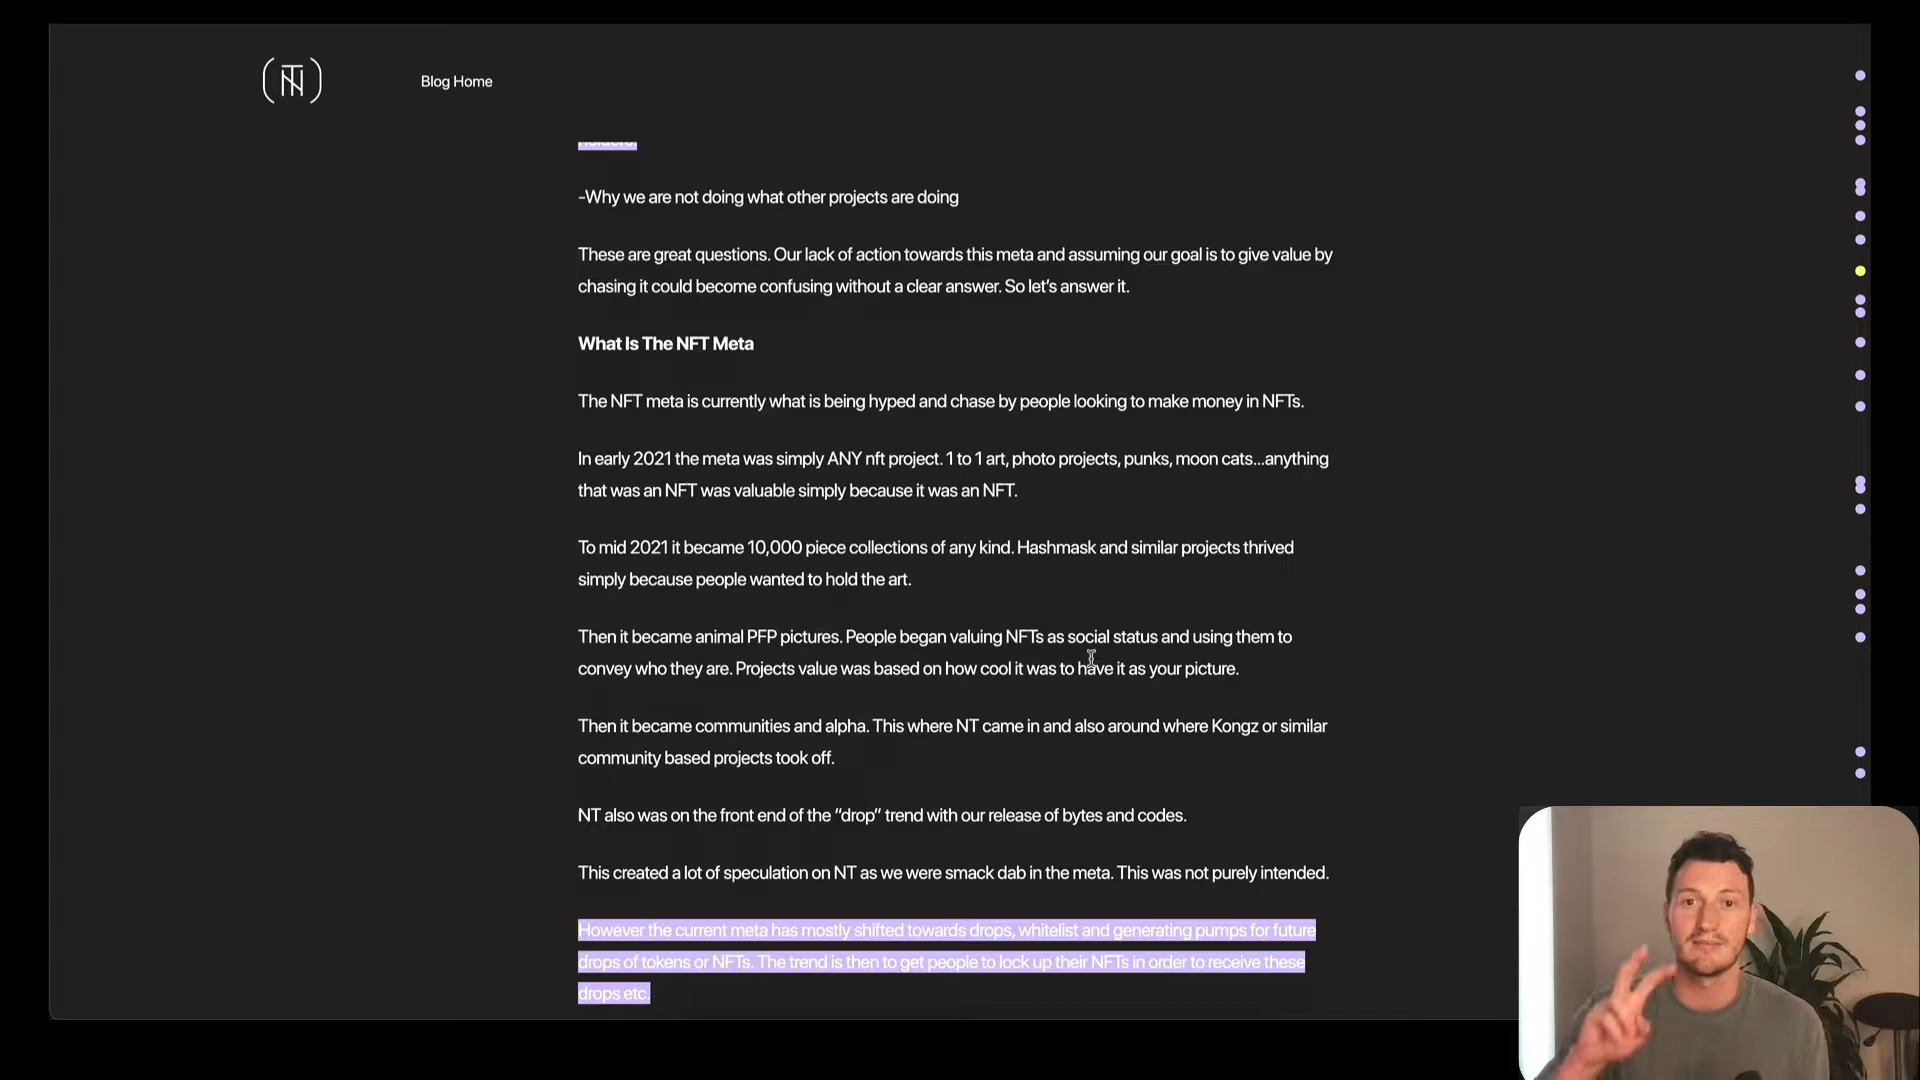 Blog Home
holders.
-Why we are not doing what other projects are doing
These are great questions. Our lack of action towards this meta and assuming our goal is to give value by
chasing it could become confusing without a clear answer. So let's answer it.
What Is The NFT Meta
The NFT meta is currently what is being hyped and chase by people looking to make money in NFTs.
In early 2021 the meta was simply ANY nft project. 1 to 1 art, photo projects, punks, moon cats...anything
that was an NFT was valuable simply because it was an NFT.
To mid 2021 it became 10,000 piece collections of any kind. Hashmask and similar projects thrived
simply because people wanted to hold the art.
Then it became animal PFP pictures. People began valuing NFTs as social status and using them to
convey who they are. Projects value was based on how cool it was to have it as your picture.
Then it became communities and alpha. This where NT came in and also around where Kongz or similar
community based projects took off.
NT also was on the front end of the “drop” trend with our release of bytes and codes.
This created a lot of speculation on NT as we were smack dab in the meta. This was not purely intended.
However the current meta has mostly shifted towards drops, whitelist and generating pumps for future
drops of tokens or NFTs. The trend is then to get people to lock up their NFTs in order to receive these
drops etc.